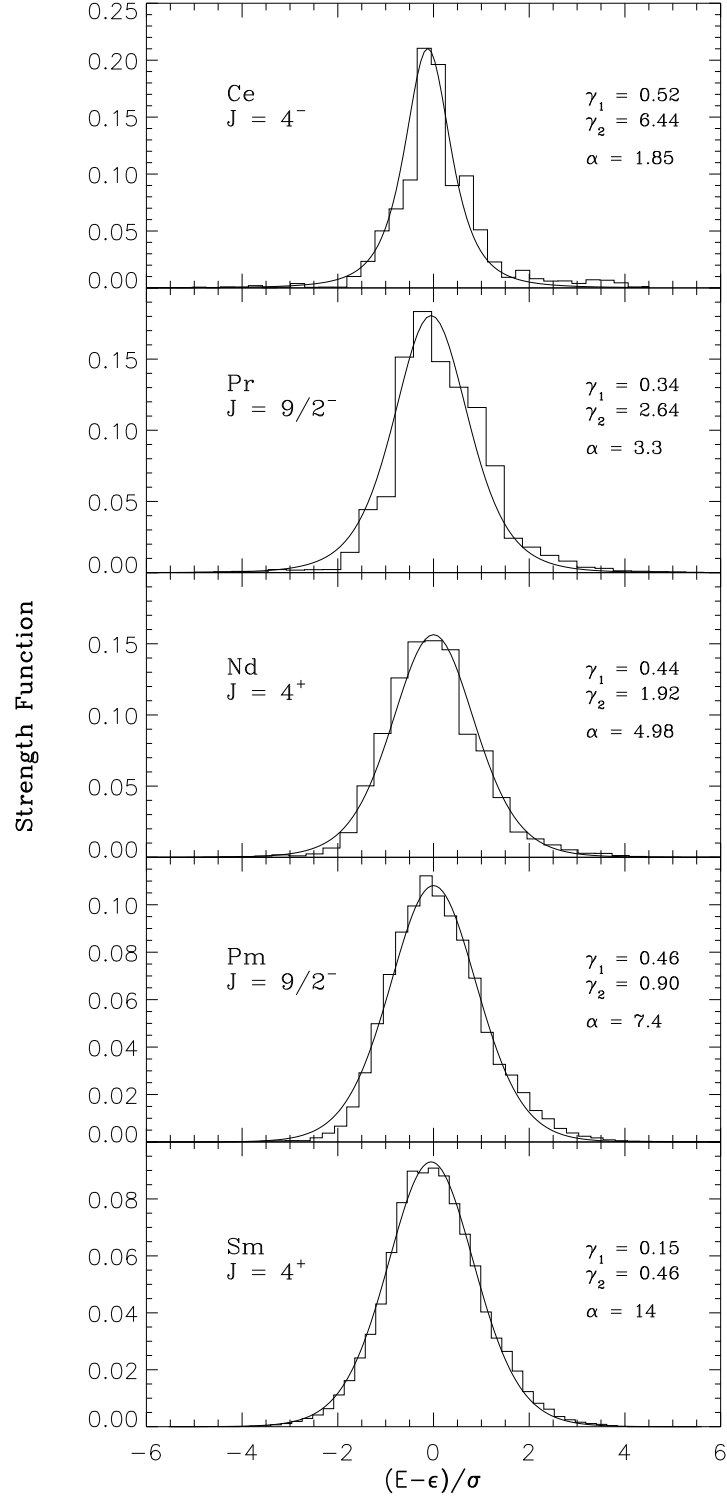 Strength Function
0.25
0.20
0.15
0.10
0.05
0.00
Ce
J = 4⁻
γ₁ = 0.52
γ₂ = 6.44
α = 1.85
0.15
0.10
0.05
0.00
Pr
J = 9/2⁻
γ₁ = 0.34
γ₂ = 2.64
α = 3.3
0.15
0.10
0.05
0.00
Nd
J = 4⁺
γ₁ = 0.44
γ₂ = 1.92
α = 4.98
0.10
0.08
0.06
0.04
0.02
0.00
Pm
J = 9/2⁻
γ₁ = 0.46
γ₂ = 0.90
α = 7.4
0.08
0.06
0.04
0.02
0.00
Sm
J = 4⁺
γ₁ = 0.15
γ₂ = 0.46
α = 14
−6 −4 −2 0 2 4 6
(E−ϵ)/σ